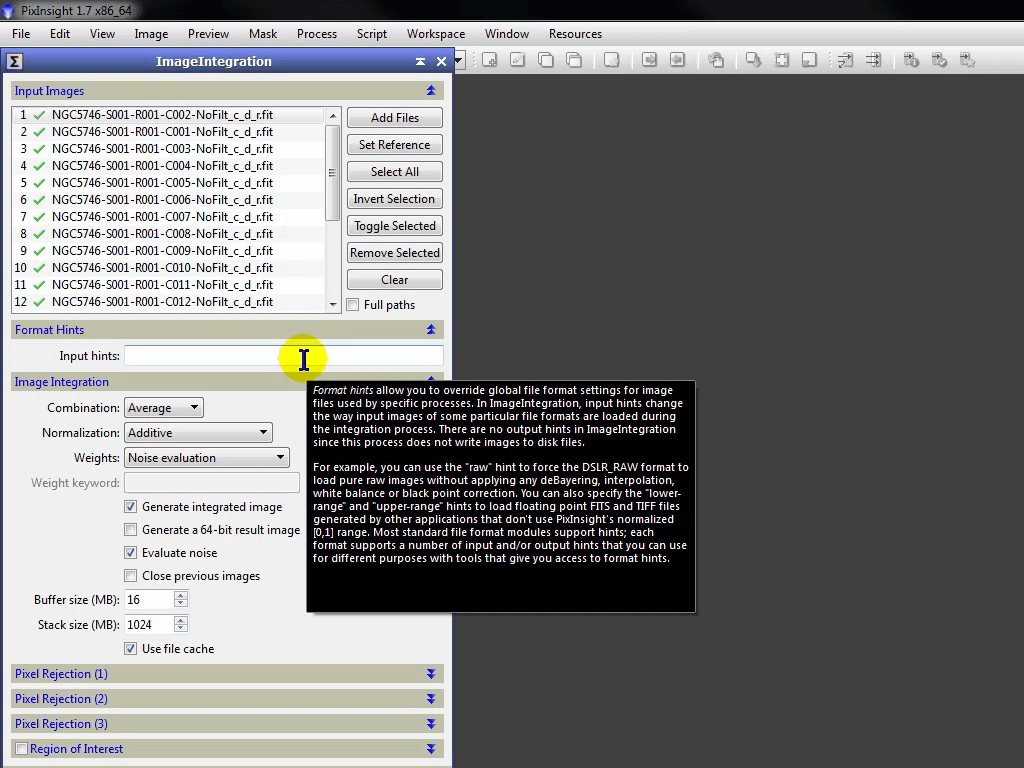 PixInsight 1.7 x86_64
File Edit View Image Preview Mask Process Script Workspace Window Resources
Σ ImageIntegration
Input Images
1 NGC5746-S001-R001-C002-NoFilt_c_d_r.fit
2 NGC5746-S001-R001-C001-NoFilt_c_d_r.fit
3 NGC5746-S001-R001-C003-NoFilt_c_d_r.fit
4 NGC5746-S001-R001-C004-NoFilt_c_d_r.fit
5 NGC5746-S001-R001-C005-NoFilt_c_d_r.fit
6 NGC5746-S001-R001-C006-NoFilt_c_d_r.fit
7 NGC5746-S001-R001-C007-NoFilt_c_d_r.fit
8 NGC5746-S001-R001-C008-NoFilt_c_d_r.fit
9 NGC5746-S001-R001-C009-NoFilt_c_d_r.fit
10 NGC5746-S001-R001-C010-NoFilt_c_d_r.fit
11 NGC5746-S001-R001-C011-NoFilt_c_d_r.fit
12 NGC5746-S001-R001-C012-NoFilt_c_d_r.fit
Add Files
Set Reference
Select All
Invert Selection
Toggle Selected
Remove Selected
Clear
Full paths
Format Hints
Input hints:
Image Integration
Combination: Average
Normalization: Additive
Weights: Noise evaluation
Weight keyword:
Generate integrated image
Generate a 64-bit result image
Evaluate noise
Close previous images
Buffer size (MB): 16
Stack size (MB): 1024
Use file cache
Pixel Rejection (1)
Pixel Rejection (2)
Pixel Rejection (3)
Region of Interest
Format hints allow you to override global file format settings for image
files used by specific processes. In ImageIntegration, input hints change
the way input images of some particular file formats are loaded during
the integration process. There are no output hints in ImageIntegration
since this process does not write images to disk files.
For example, you can use the "raw" hint to force the DSLR_RAW format to
load pure raw images without applying any deBayering, interpolation,
white balance or black point correction. You can also specify the "lower-
range" and "upper-range" hints to load floating point FITS and TIFF files
generated by other applications that don't use PixInsight's normalized
[0,1] range. Most standard file format modules support hints; each
format supports a number of input and/or output hints that you can use
for different purposes with tools that give you access to format hints.